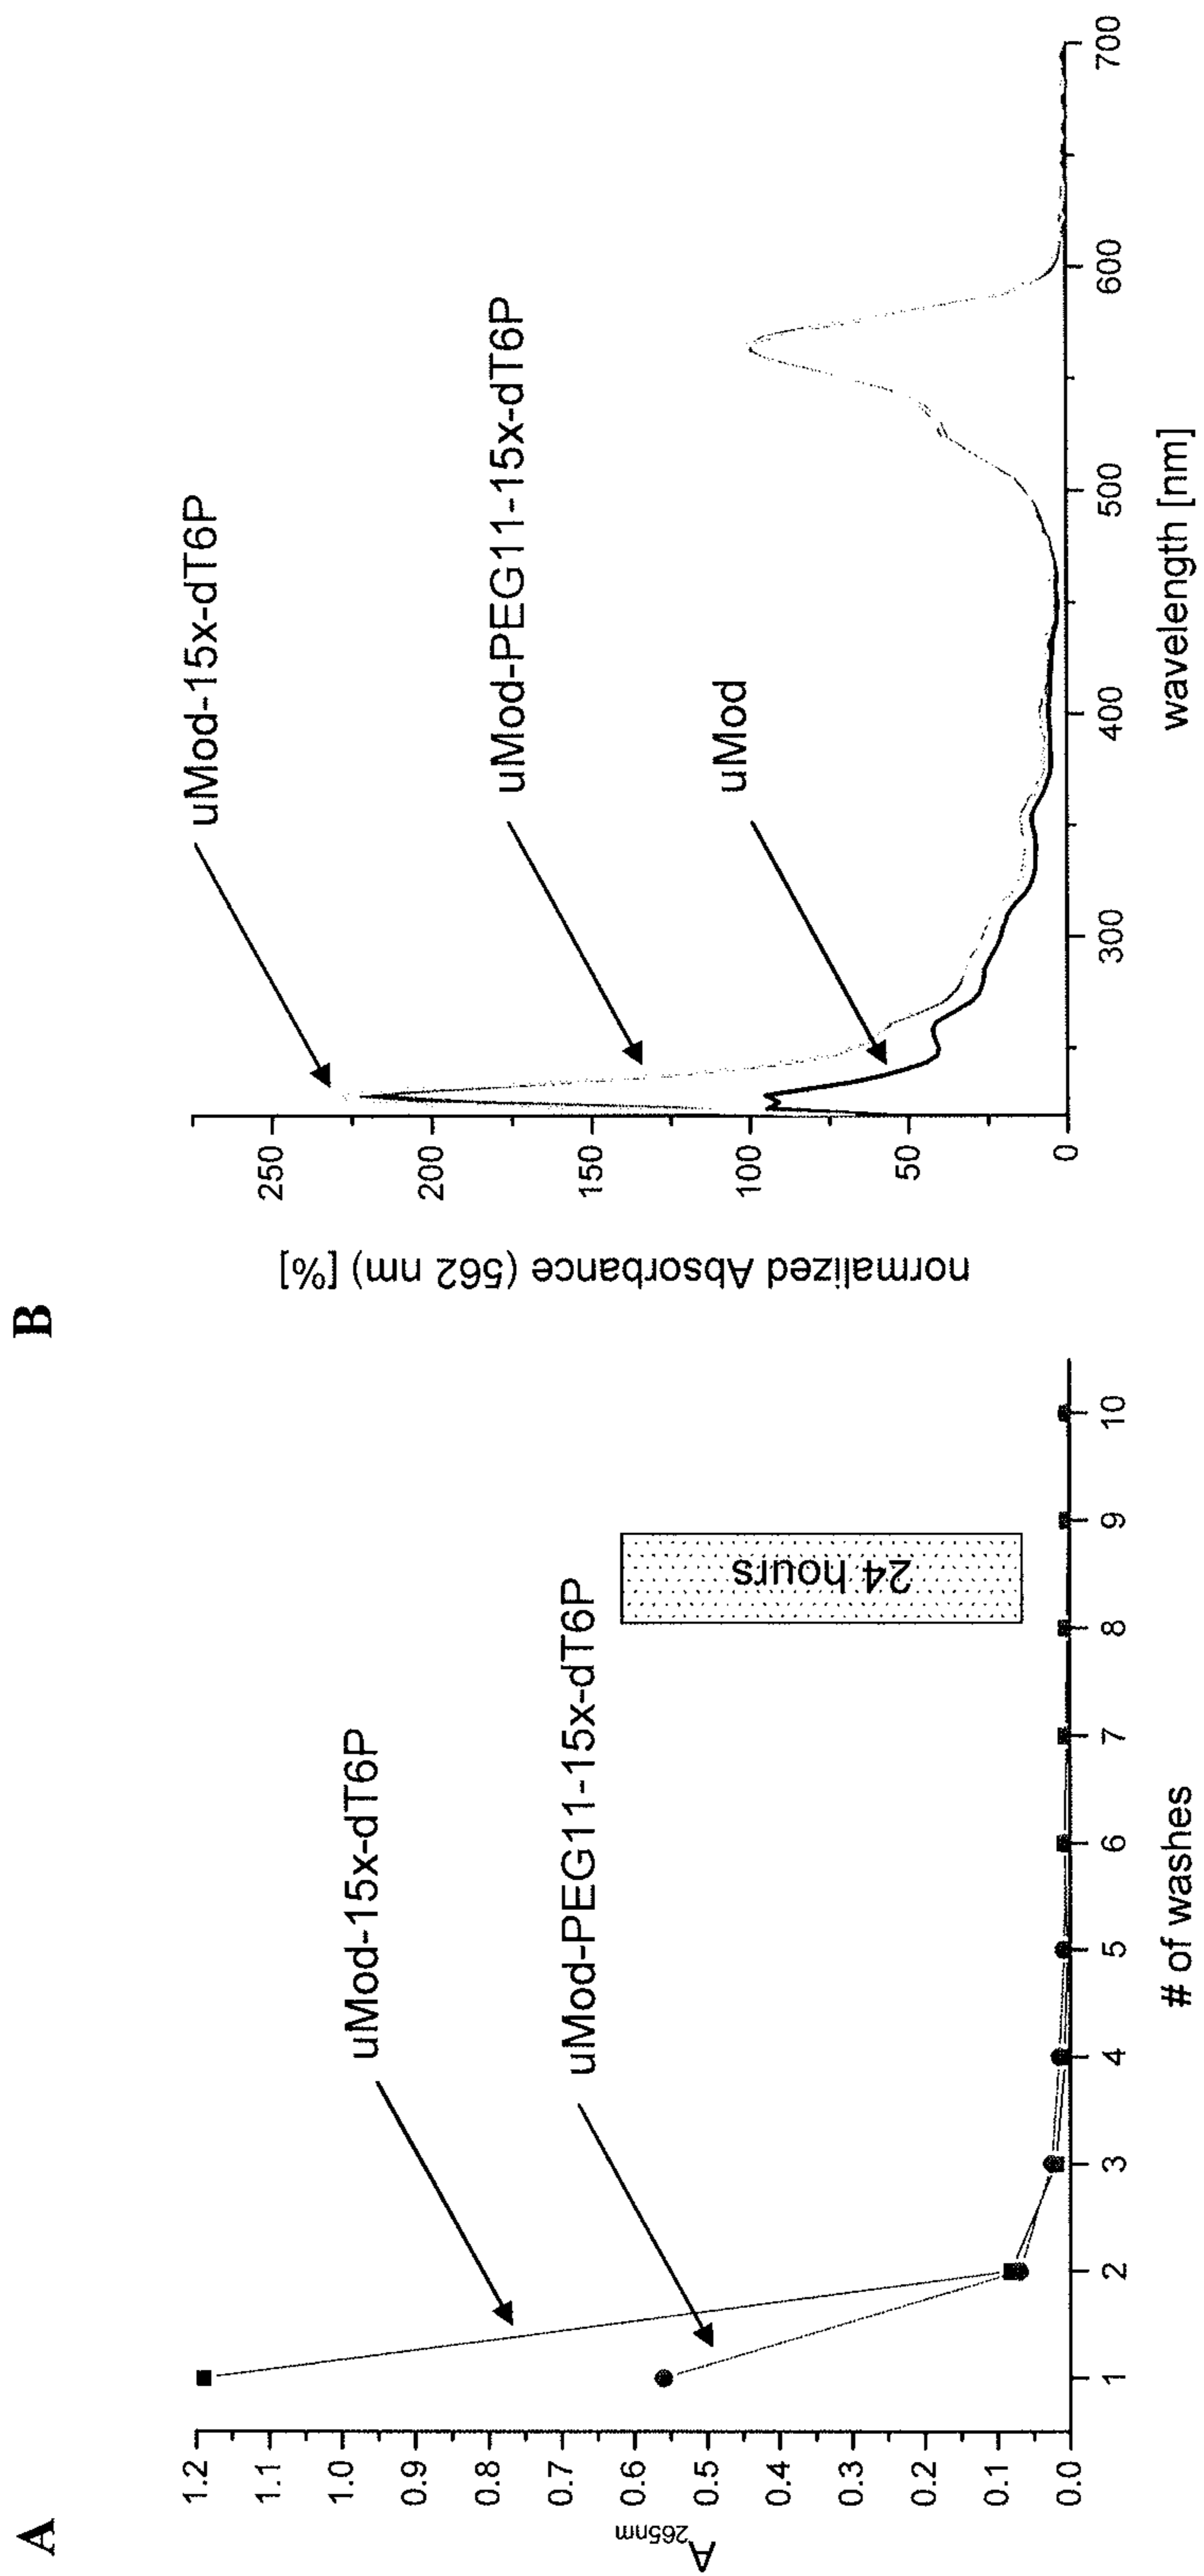 A
uMod-15x-dT6P
uMod-PEG11-15x-dT6P
24 hours
A265nm
1.2
1.1
1.0
0.9
0.8
0.7
0.6
0.5
0.4
0.3
0.2
0.1
0.0
1 2 3 4 5 6 7 8 9 10
# of washes
B
uMod-15x-dT6P
uMod-PEG11-15x-dT6P
uMod
normalized Absorbance (562 nm) [%]
250
200
150
100
50
0
300 400 500 600 700
wavelength [nm]